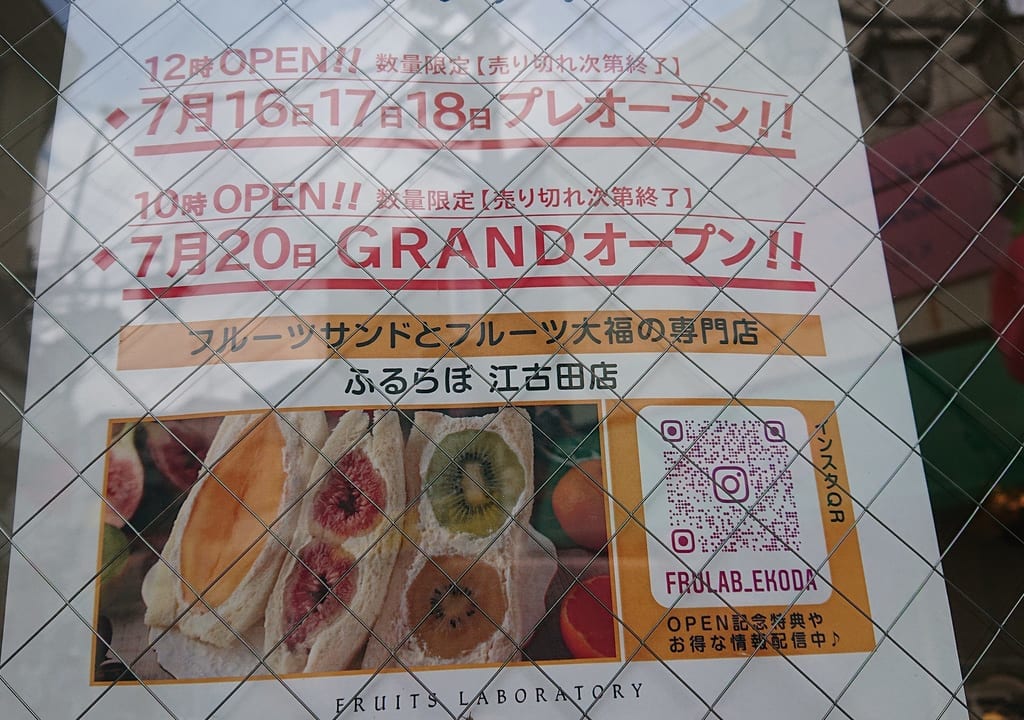 12時OPEN!! 数量限定【売り切れ次第終了】
◆7月16日17日18日プレオープン!!
10時OPEN!! 数量限定【売り切れ次第終了】
◆7月20日 GRANDオープン!!
フルーツサンドとフルーツ大福の専門店
ふるらぼ 江古田店
インスタQR
FRULAB_EKODA
OPEN記念特典や
お得な情報配信中♪
FRUITS LABORATORY